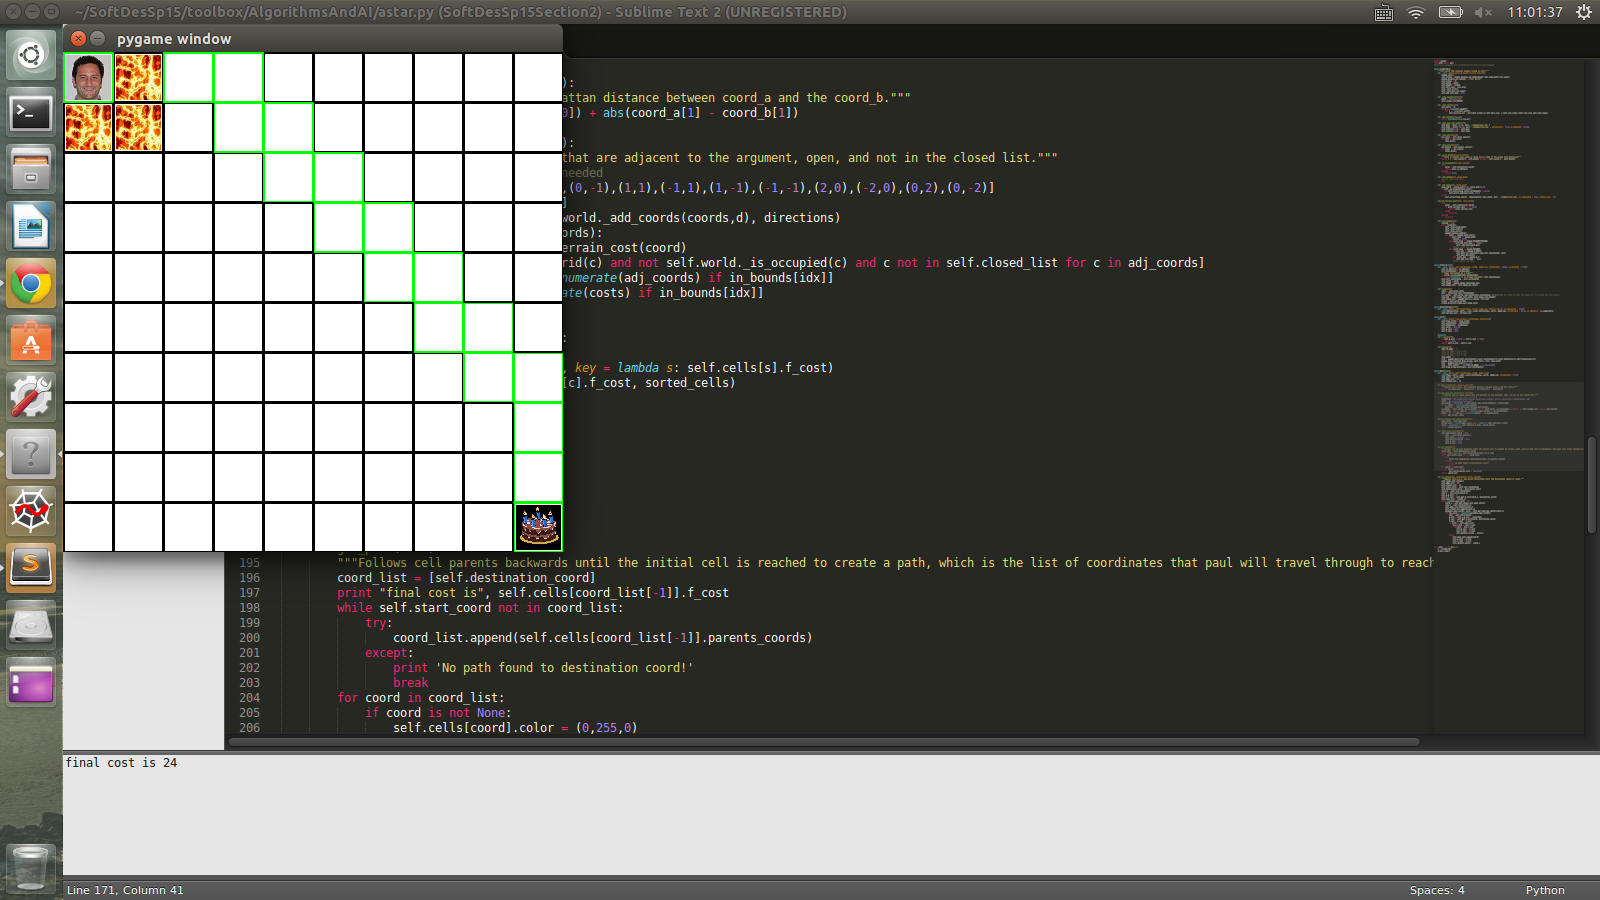 ~/SoftDesSp15/toolbox/AlgorithmsAndAI/astar.py (SoftDesSp15Section2) - Sublime Text 2 (UNREGISTERED)
11:01:37
pygame window
):
attan distance between coord_a and the coord_b."""
0]) + abs(coord_a[1] - coord_b[1])
):
that are adjacent to the argument, open, and not in the closed list."""
needed
,(0,-1),(1,1),(-1,1),(1,-1),(-1,-1),(2,0),(-2,0),(0,2),(0,-2)]
]
world._add_coords(coords,d), directions)
ords):
errain_cost(coord)
rid(c) and not self.world._is_occupied(c) and c not in self.closed_list for c in adj_coords]
numerate(adj_coords) if in_bounds[idx]]
ate(costs) if in_bounds[idx]]
:
, key = lambda s: self.cells[s].f_cost)
[c].f_cost, sorted_cells)
195 """Follows cell parents backwards until the initial cell is reached to create a path, which is the list of coordinates that paul will travel through to reach
196 coord_list = [self.destination_coord]
197 print "final cost is", self.cells[coord_list[-1]].f_cost
198 while self.start_coord not in coord_list:
199 try:
200 coord_list.append(self.cells[coord_list[-1]].parents_coords)
201 except:
202 print 'No path found to destination coord!'
203 break
204 for coord in coord_list:
205 if coord is not None:
206 self.cells[coord].color = (0,255,0)
final cost is 24
Line 171, Column 41
Spaces: 4
Python